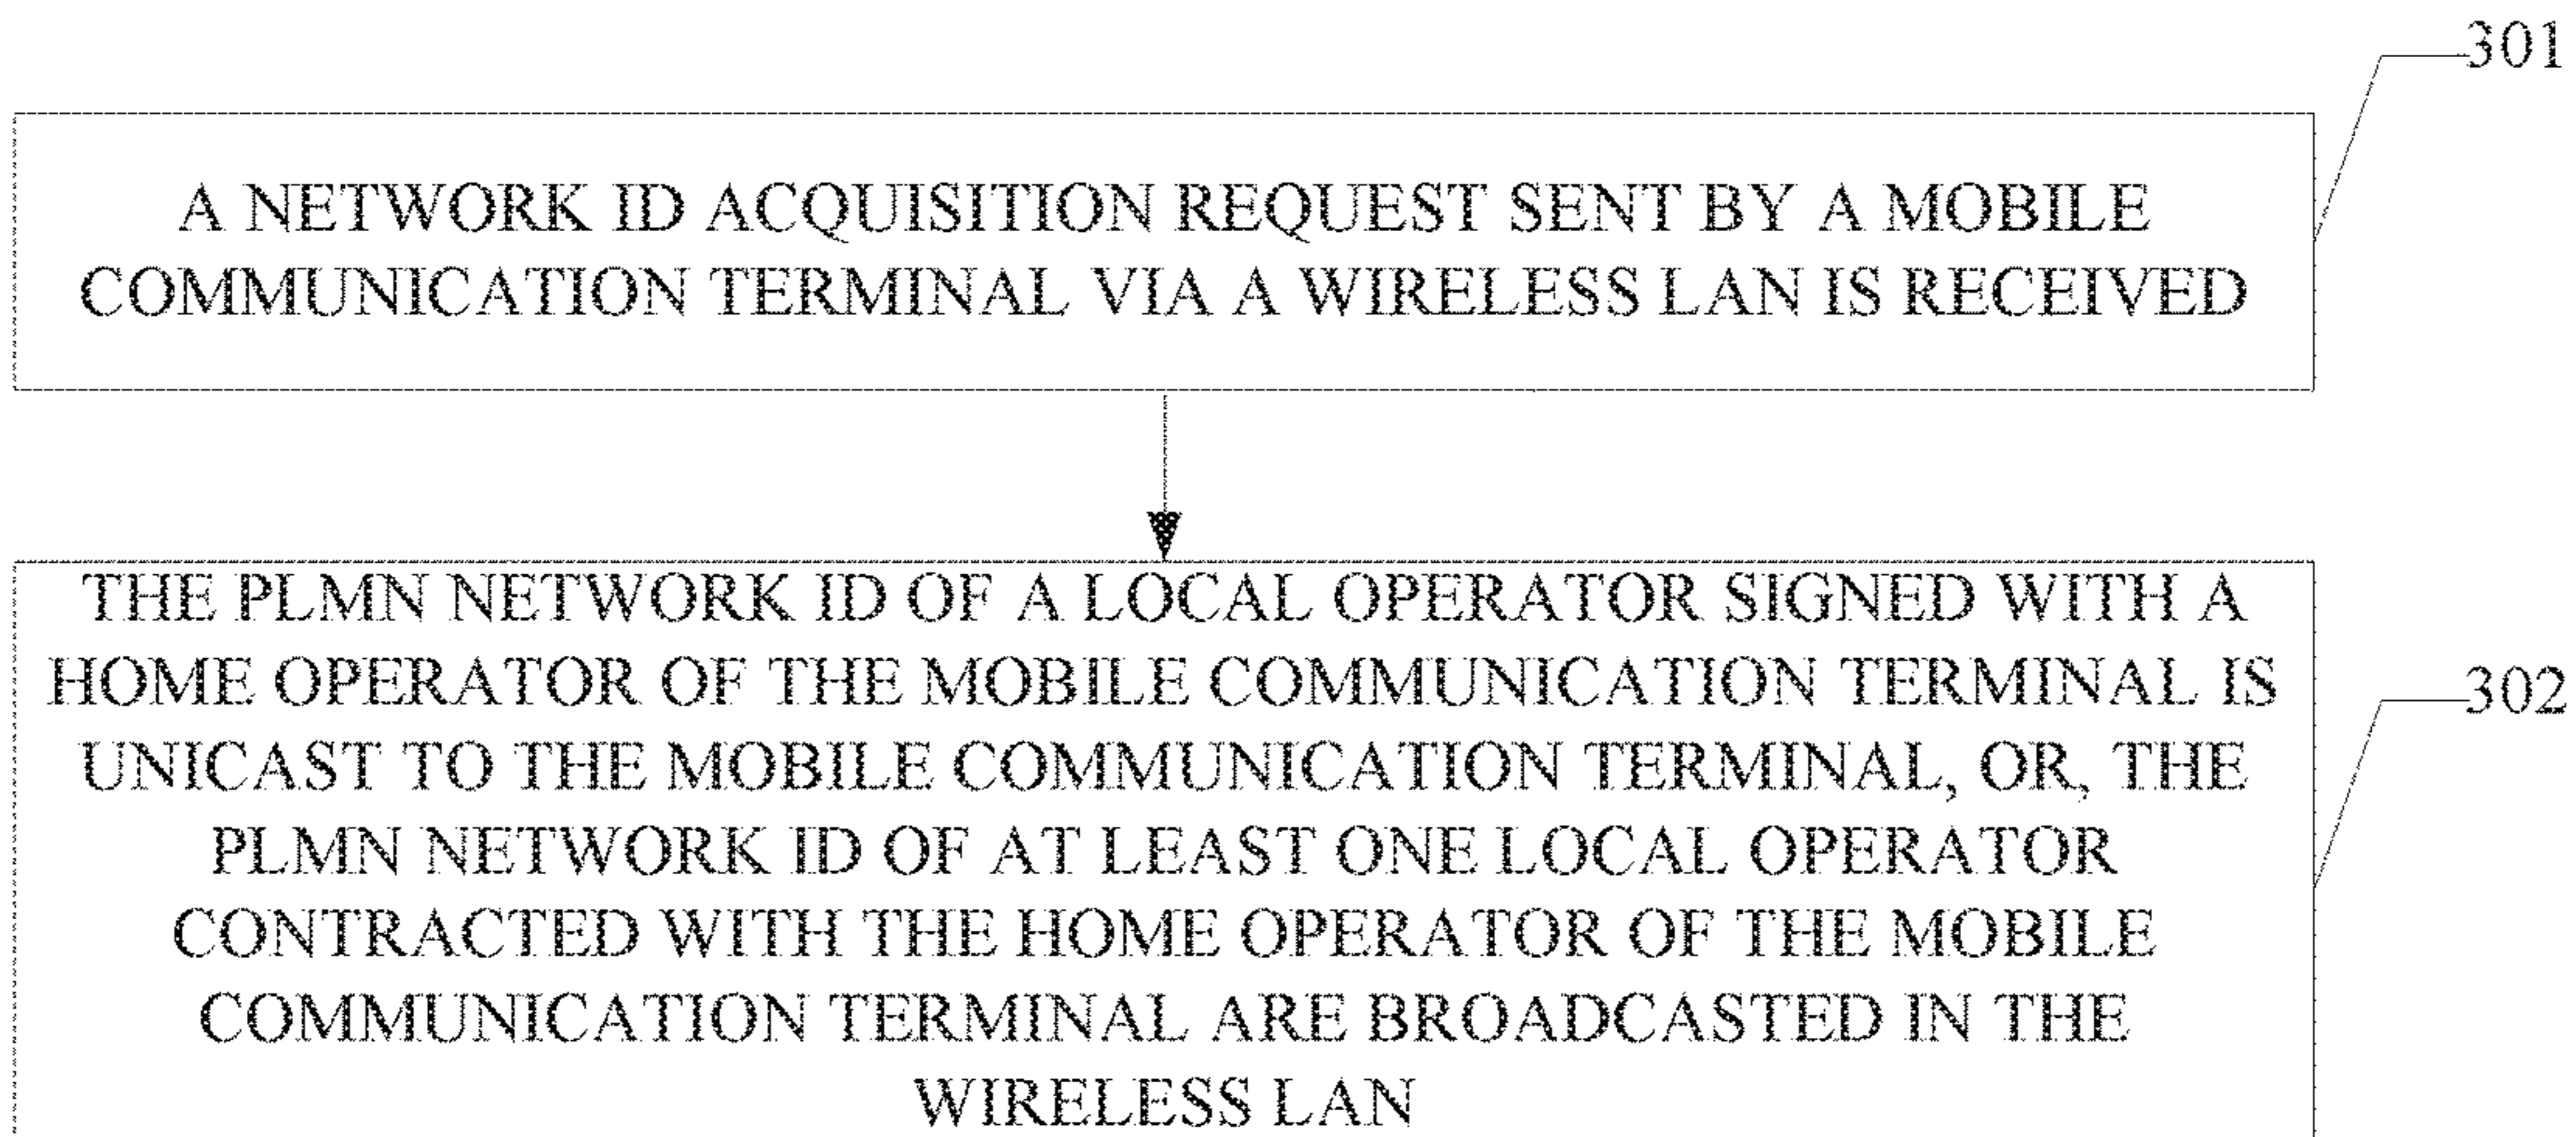 301
A NETWORK ID ACQUISITION REQUEST SENT BY A MOBILE
COMMUNICATION TERMINAL VIA A WIRELESS LAN IS RECEIVED
THE PLMN NETWORK ID OF A LOCAL OPERATOR SIGNED WITH A
HOME OPERATOR OF THE MOBILE COMMUNICATION TERMINAL IS
302
UNICAST TO THE MOBILE COMMUNICATION TERMINAL, OR, THE
PLMN NETWORK ID OF AT LEAST ONE LOCAL OPERATOR
CONTRACTED WITH THE HOME OPERATOR OF THE MOBILE
COMMUNICATION TERMINAL ARE BROADCASTED IN THE
WIRELESS LAN